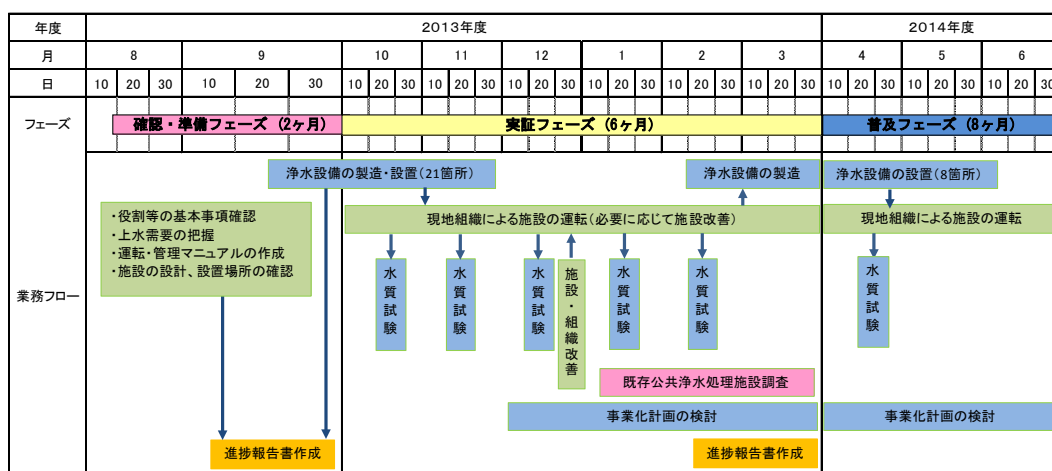 年度 2013年度 2014年度
月 8 9 10 11 12 1 2 3 4 5 6
日 10 20 30 10 20 30 10 20 30 10 20 30 10 20 30 10 20 30 10 20 30 10 20 30 10 20 30 10 20 30 10 20 30
フェーズ 確認・準備フェーズ (2ヶ月) 実証フェーズ (6ヶ月) 普及フェーズ (8ヶ月)
浄水設備の製造・設置(21箇所) 浄水設備の製造 浄水設備の設置(8箇所)
・役割等の基本事項確認
・上水需要の把握
・運転・管理マニュアルの作成
・施設の設計、設置場所の確認
現地組織による施設の運転(必要に応じて施設改善) 現地組織による施設の運転
業務フロー
水質試験
水質試験
水質試験
施設・組織改善
水質試験
水質試験
水質試験
既存公共浄水処理施設調査
事業化計画の検討 事業化計画の検討
進捗報告書作成 進捗報告書作成